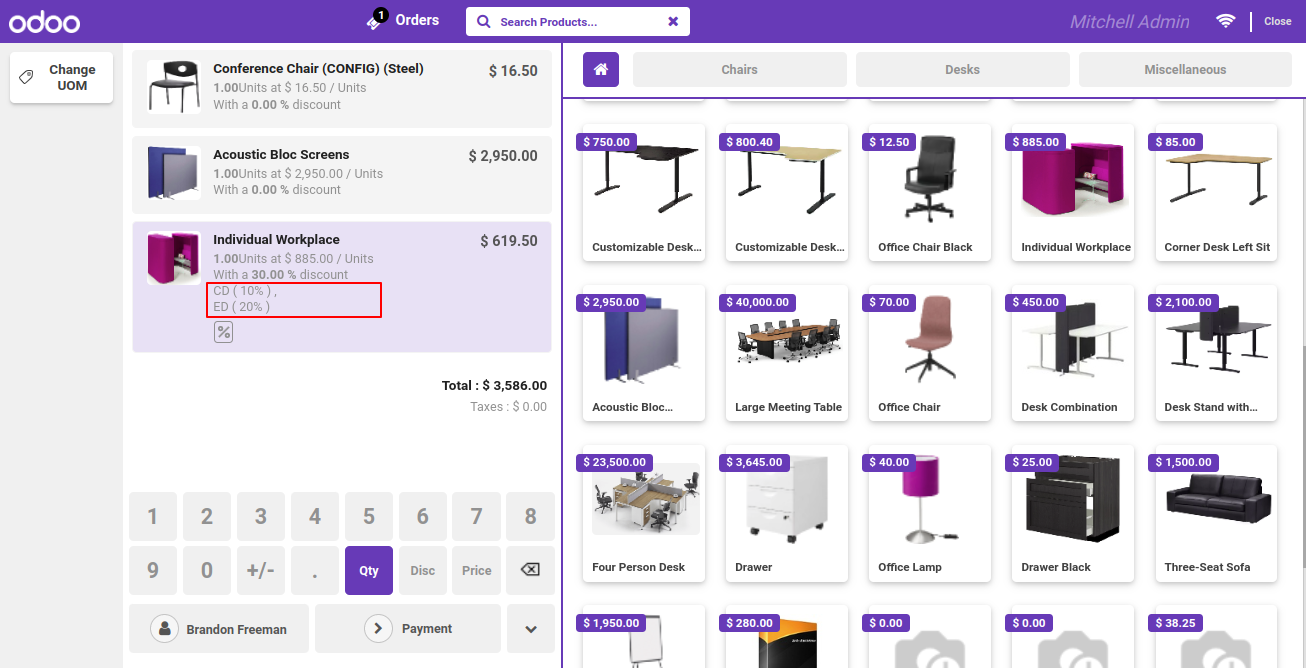 odoo
1
Orders
Search Products...
Mitchell Admin
Close
Change
UOM
Conference Chair (CONFIG) (Steel)
$ 16.50
1.00Units at $ 16.50 / Units
With a 0.00 % discount
Acoustic Bloc Screens
$ 2,950.00
1.00Units at $ 2,950.00 / Units
With a 0.00 % discount
Individual Workplace
$ 619.50
1.00Units at $ 885.00 / Units
With a 30.00 % discount
CD ( 10% ) ,
ED ( 20% )
%
Total : $ 3,586.00
Taxes : $ 0.00
1 2 3 4 5 6 7 8
9 0 +/- . Qty Disc Price
Brandon Freeman
Payment
Chairs
Desks
Miscellaneous
$ 750.00
Customizable Desk...
$ 800.40
Customizable Desk...
$ 12.50
Office Chair Black
$ 885.00
Individual Workplace
$ 85.00
Corner Desk Left Sit
$ 2,950.00
Acoustic Bloc...
$ 40,000.00
Large Meeting Table
$ 70.00
Office Chair
$ 450.00
Desk Combination
$ 2,100.00
Desk Stand with...
$ 23,500.00
Four Person Desk
$ 3,645.00
Drawer
$ 40.00
Office Lamp
$ 25.00
Drawer Black
$ 1,500.00
Three-Seat Sofa
$ 1,950.00
$ 280.00
$ 0.00
$ 0.00
$ 38.25